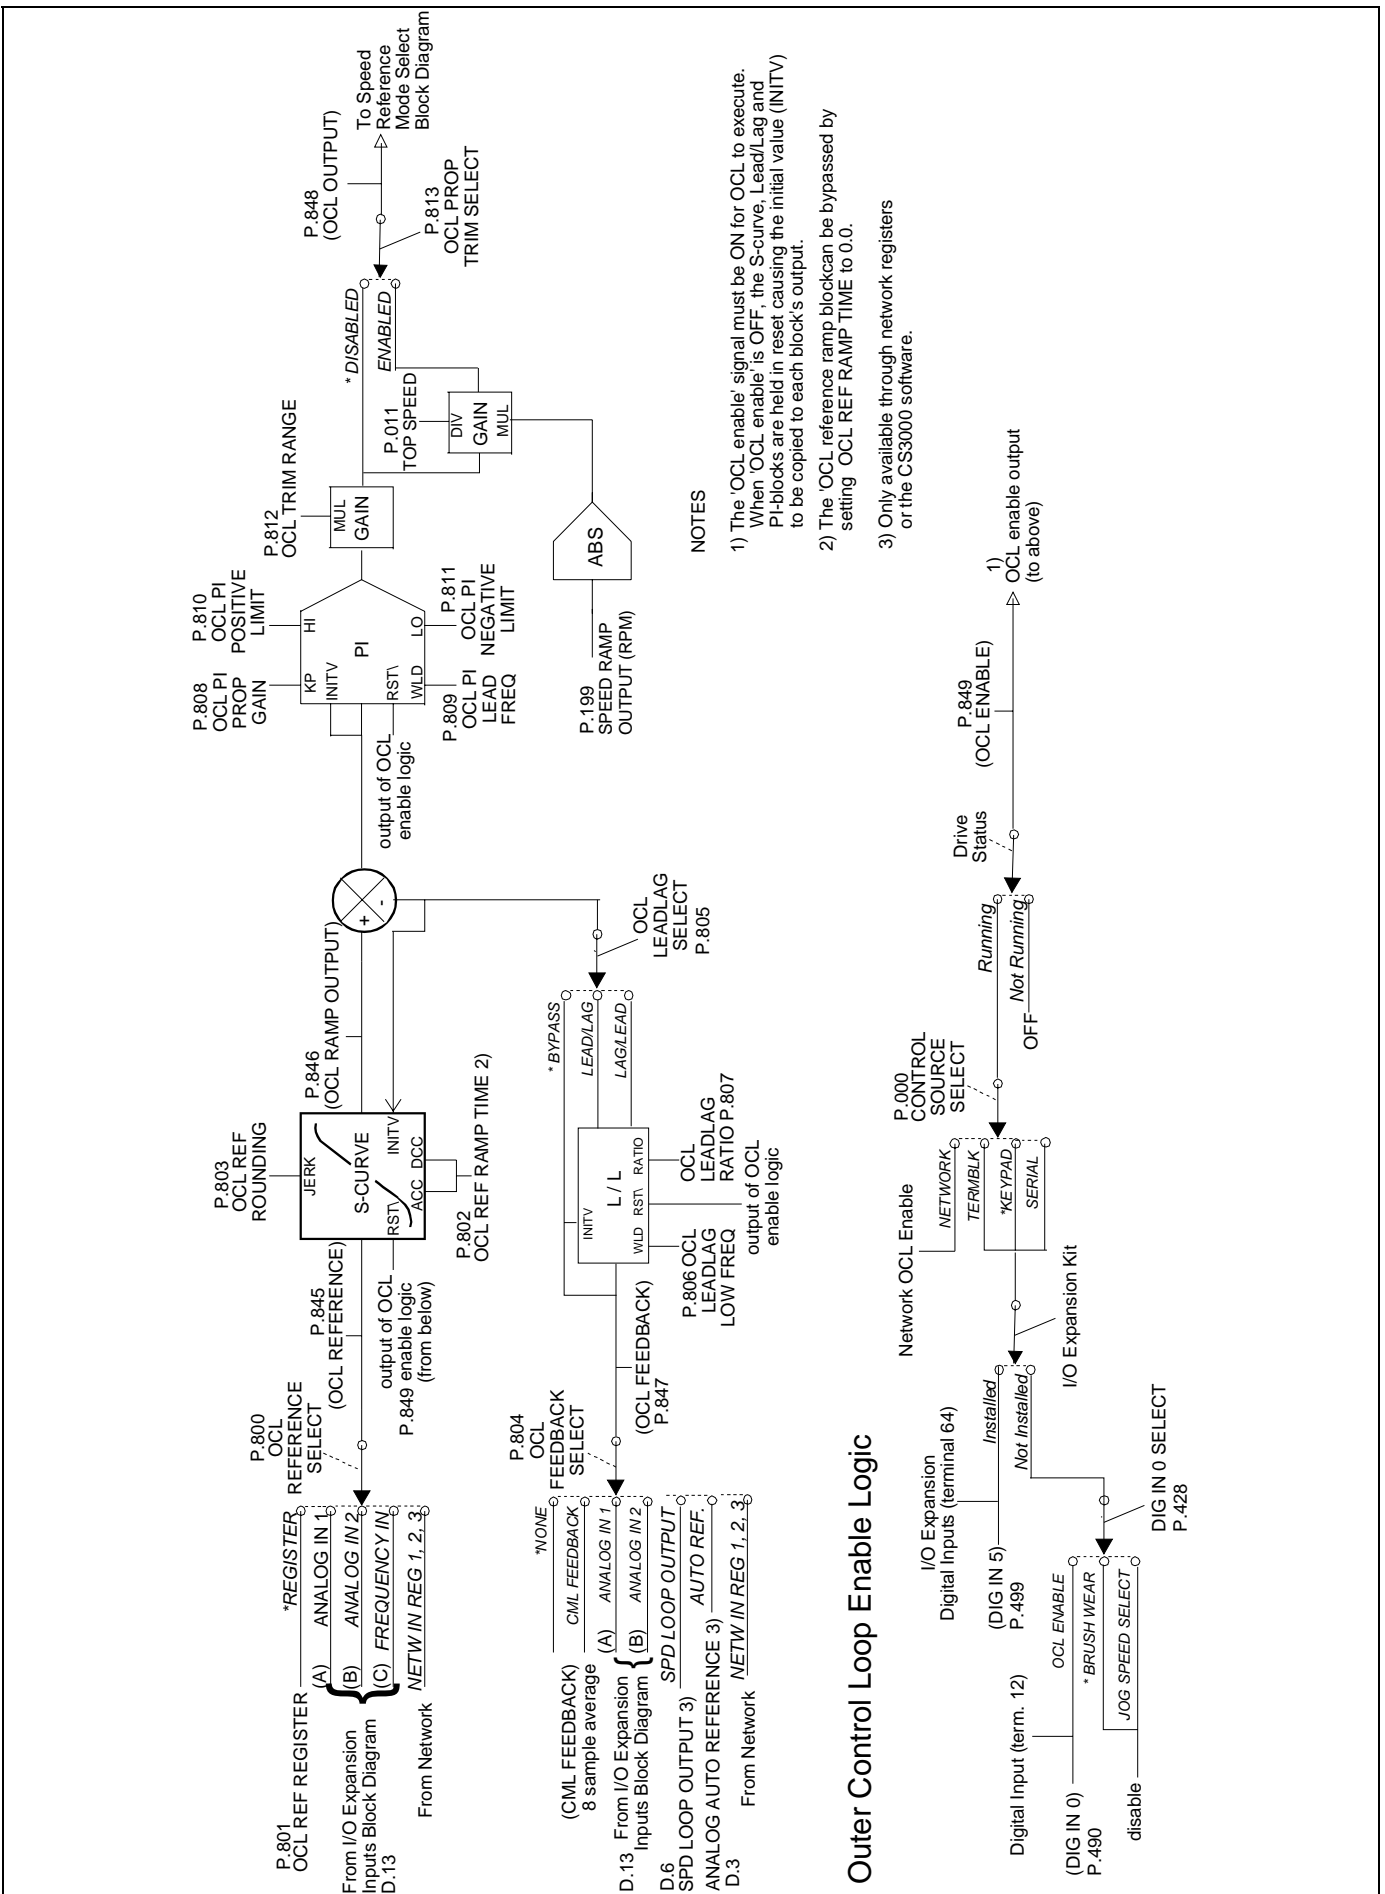 P.801
OCL REF REGISTER
*REGISTER
(A) ANALOG IN 1
(B) ANALOG IN 2
(C) FREQUENCY IN
NETW IN REG 1, 2, 3
From I/O Expansion
Inputs Block Diagram
D.13
From Network
P.800
OCL
REFERENCE
SELECT
P.845
(OCL REFERENCE)
output of OCL
P.849 enable logic
(from below)
P.803
OCL REF
ROUNDING
JERK
S-CURVE
RST\
INITV
ACC DCC
P.802
OCL REF RAMP TIME 2)
P.846
(OCL RAMP OUTPUT)
+
-
P.808
OCL PI
PROP
GAIN
P.810
OCL PI
POSITIVE
LIMIT
KP
HI
INITV
PI
RST\
WLD
LO
output of OCL
enable logic
P.809
OCL PI
LEAD
FREQ
P.811
OCL PI
NEGATIVE
LIMIT
P.812
OCL TRIM RANGE
MUL
GAIN
P.011
TOP SPEED
DIV
GAIN
MUL
* DISABLED
ENABLED
P.848
(OCL OUTPUT)
P.813
OCL PROP
TRIM SELECT
To Speed
Reference
Mode Select
Block Diagram
P.199
SPEED RAMP
OUTPUT (RPM)
ABS
*NONE
CML FEEDBACK
(A) ANALOG IN 1
(B) ANALOG IN 2
SPD LOOP OUTPUT
AUTO REF.
NETW IN REG 1, 2, 3
(CML FEEDBACK)
8 sample average
D.13 From I/O Expansion
Inputs Block Diagram
D.6
SPD LOOP OUTPUT 3)
ANALOG AUTO REFERENCE 3)
D.3
From Network
P.804
OCL
FEEDBACK
SELECT
(OCL FEEDBACK)
P.847
INITV
L / L
WLD RST\ RATIO
P.806 OCL
LEADLAG
LOW FREQ
OCL
LEADLAG
RATIO P.807
output of OCL
enable logic
* BYPASS
LEAD/LAG
LAG/LEAD
OCL
LEADLAG
SELECT
P.805
NOTES
1) The 'OCL enable' signal must be ON for OCL to execute.
When 'OCL enable' is OFF, the S-curve, Lead/Lag and
PI-blocks are held in reset causing the initial value (INITV)
to be copied to each block's output.
2) The 'OCL reference ramp blockcan be bypassed by
setting OCL REF RAMP TIME to 0.0.
3) Only available through network registers
or the CS3000 software.
Outer Control Loop Enable Logic
Digital Input (term. 12)
(DIG IN 0)
P.490
disable
OCL ENABLE
* BRUSH WEAR
JOG SPEED SELECT
DIG IN 0 SELECT
P.428
I/O Expansion
Digital Inputs (terminal 64)
(DIG IN 5)
P.499
Installed
Not Installed
I/O Expansion Kit
Network OCL Enable
NETWORK
TERMBLK
*KEYPAD
SERIAL
P.000
CONTROL
SOURCE
SELECT
Running
Not Running
OFF
Drive
Status
P.849
(OCL ENABLE)
1)
OCL enable output
(to above)